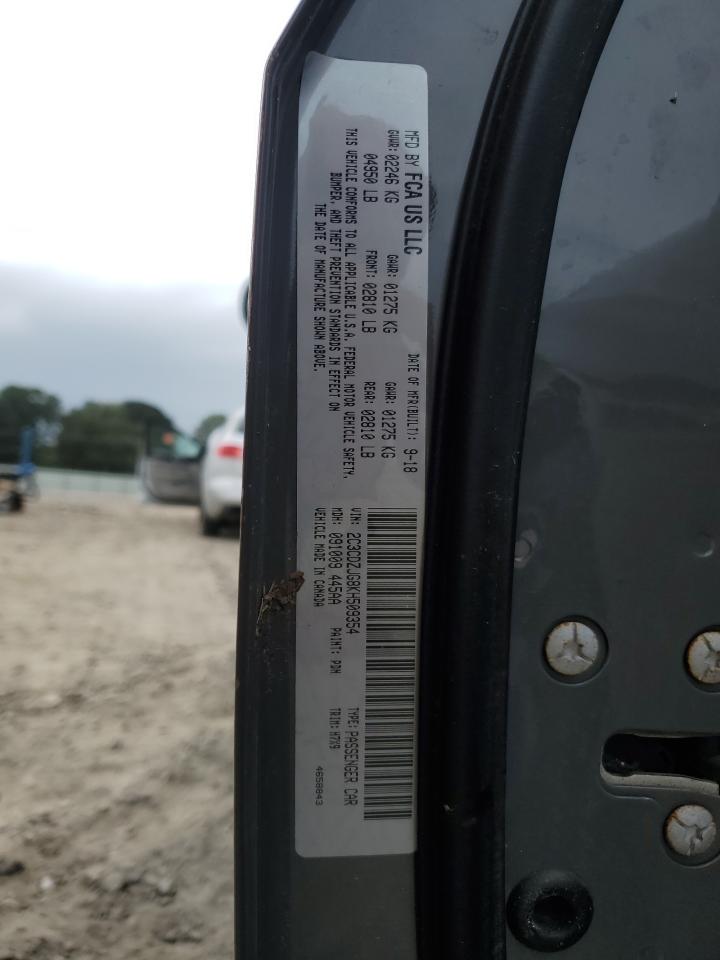 MFD BY FCA US LLC DATE OF MFR(BUILT): 9-18
GVWR: 02246 KG GAWR: 01275 KG GAWR: 01275 KG
04950 LB FRONT: 02810 LB REAR: 02810 LB
THIS VEHICLE CONFORMS TO ALL APPLICABLE U.S.A. FEDERAL MOTOR VEHICLE SAFETY,
BUMPER, AND THEFT PREVENTION STANDARDS IN EFFECT ON
THE DATE OF MANUFACTURE SHOWN ABOVE.
VIN: 2C3CDZJG8KH509354 TYPE: PASSENGER CAR
MDH: 091009 445AA PAINT: PDN TRIM: H7X9
VEHICLE MADE IN CANADA 4658843